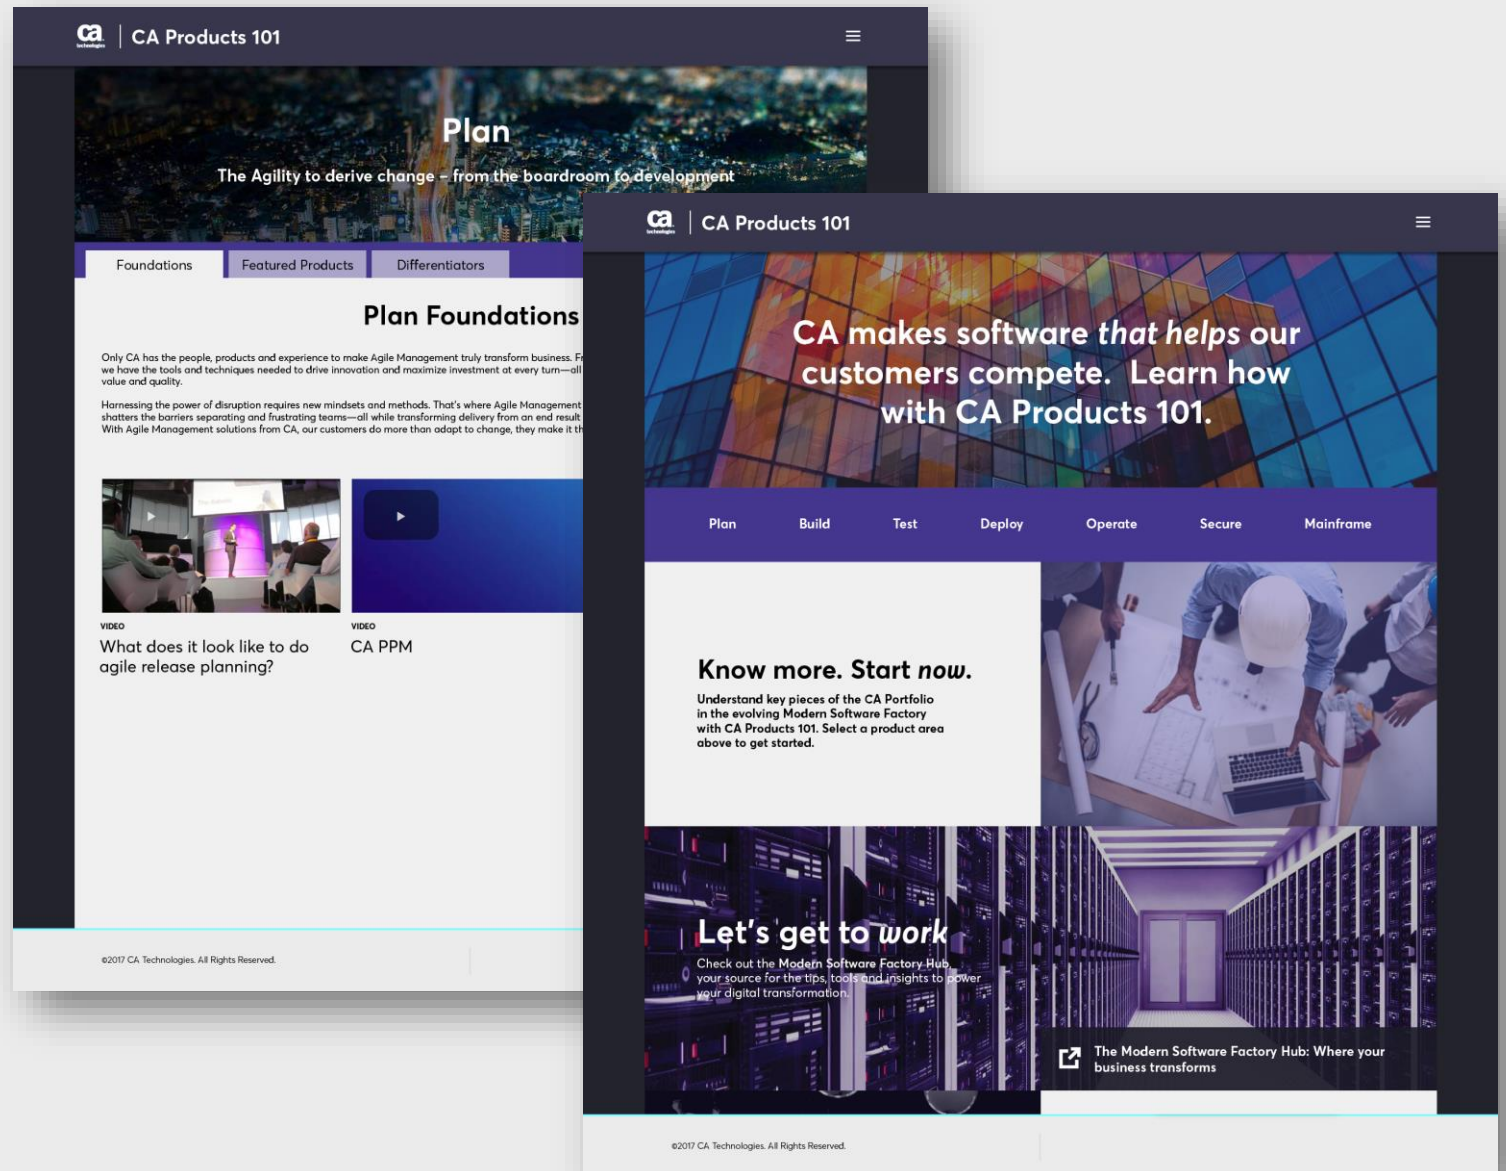 ca
technologies
CA Products 101
Plan
The Agility to derive change – from the boardroom to development
Foundations
Featured Products
Differentiators
Plan Foundations
Only CA has the people, products and experience to make Agile Management truly transform business. Fr
we have the tools and techniques needed to drive innovation and maximize investment at every turn—all
value and quality.
Harnessing the power of disruption requires new mindsets and methods. That's where Agile Management
shatters the barriers separating and frustrating teams—all while transforming delivery from an end result
With Agile Management solutions from CA, our customers do more than adapt to change, they make it th
VIDEO
What does it look like to do
agile release planning?
VIDEO
CA PPM
©2017 CA Technologies. All Rights Reserved.
ca
technologies
CA Products 101
CA makes software that helps our
customers compete. Learn how
with CA Products 101.
Plan
Build
Test
Deploy
Operate
Secure
Mainframe
Know more. Start now.
Understand key pieces of the CA Portfolio
in the evolving Modern Software Factory
with CA Products 101. Select a product area
above to get started.
Let's get to work
Check out the Modern Software Factory Hub,
your source for the tips, tools and insights to power
your digital transformation.
The Modern Software Factory Hub: Where your
business transforms
©2017 CA Technologies. All Rights Reserved.